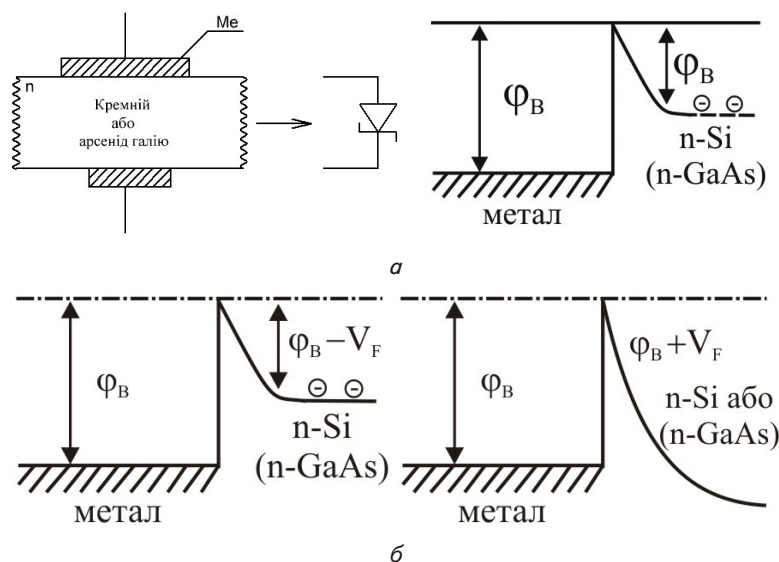 Me
n
Кремній
або
арсенід галію
φB
φB
n-Si
(n-GaAs)
метал
а
φB
φB–VF
n-Si
(n-GaAs)
метал
φB
φB+VF
n-Si або
(n-GaAs)
метал
б